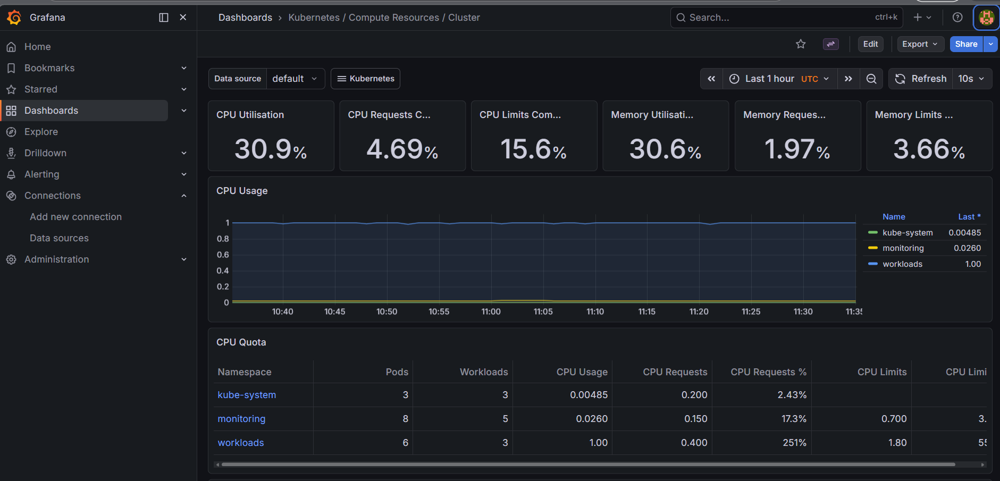 Grafana
Dashboards › Kubernetes / Compute Resources / Cluster
Search...
ctrl+k
Home
Bookmarks
Starred
Dashboards
Explore
Drilldown
Alerting
Connections
Add new connection
Data sources
Administration
Edit
Export
Share
Data source
default
Kubernetes
Last 1 hour UTC
Refresh
10s
CPU Utilisation
30.9%
CPU Requests C...
4.69%
CPU Limits Com...
15.6%
Memory Utilisati...
30.6%
Memory Reques...
1.97%
Memory Limits ...
3.66%
CPU Usage
1
0.8
0.6
0.4
0.2
0
10:40 10:45 10:50 10:55 11:00 11:05 11:10 11:15 11:20 11:25 11:30 11:35
Name Last *
kube-system 0.00485
monitoring 0.0260
workloads 1.00
CPU Quota
Namespace Pods Workloads CPU Usage CPU Requests CPU Requests % CPU Limits CPU Limi
kube-system 3 3 0.00485 0.200 2.43%
monitoring 8 5 0.0260 0.150 17.3% 0.700 3.
workloads 6 3 1.00 0.400 251% 1.80 55